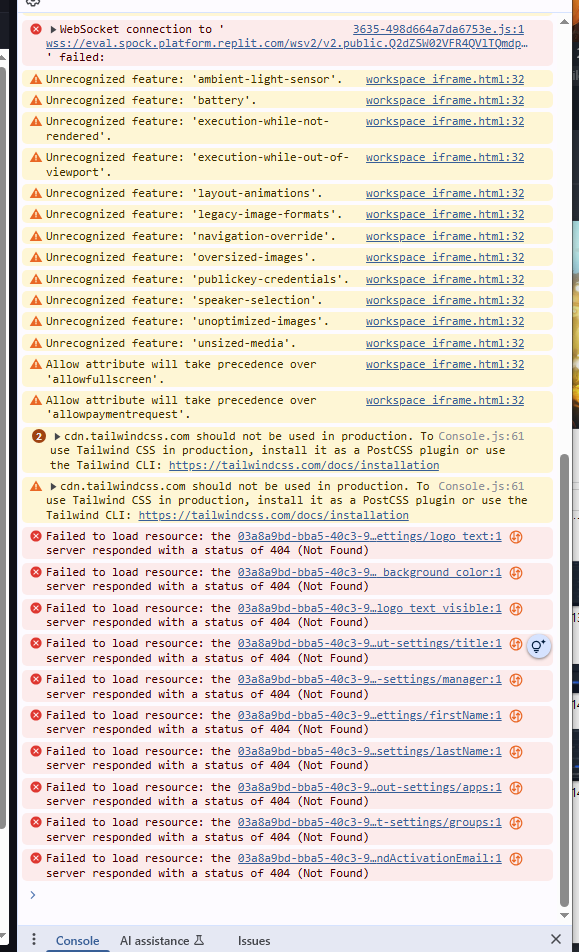 WebSocket connection to ' 3635-498d664a7da6753e.js:1
wss://eval.spock.platform.replit.com/wsv2/v2.public.Q2dZSW02VFR4QVlTQmdp…
' failed:
Unrecognized feature: 'ambient-light-sensor'. workspace iframe.html:32
Unrecognized feature: 'battery'. workspace iframe.html:32
Unrecognized feature: 'execution-while-not- workspace iframe.html:32
rendered'.
Unrecognized feature: 'execution-while-out-of- workspace iframe.html:32
viewport'.
Unrecognized feature: 'layout-animations'. workspace iframe.html:32
Unrecognized feature: 'legacy-image-formats'. workspace iframe.html:32
Unrecognized feature: 'navigation-override'. workspace iframe.html:32
Unrecognized feature: 'oversized-images'. workspace iframe.html:32
Unrecognized feature: 'publickey-credentials'. workspace iframe.html:32
Unrecognized feature: 'speaker-selection'. workspace iframe.html:32
Unrecognized feature: 'unoptimized-images'. workspace iframe.html:32
Unrecognized feature: 'unsized-media'. workspace iframe.html:32
Allow attribute will take precedence over workspace iframe.html:32
'allowfullscreen'.
Allow attribute will take precedence over workspace iframe.html:32
'allowpaymentrequest'.
2 cdn.tailwindcss.com should not be used in production. To Console.js:61
use Tailwind CSS in production, install it as a PostCSS plugin or use
the Tailwind CLI: https://tailwindcss.com/docs/installation
cdn.tailwindcss.com should not be used in production. To Console.js:61
use Tailwind CSS in production, install it as a PostCSS plugin or use the
Tailwind CLI: https://tailwindcss.com/docs/installation
Failed to load resource: the 03a8a9bd-bba5-40c3-9…ettings/logo text:1
server responded with a status of 404 (Not Found)
Failed to load resource: the 03a8a9bd-bba5-40c3-9… background color:1
server responded with a status of 404 (Not Found)
Failed to load resource: the 03a8a9bd-bba5-40c3-9…logo text visible:1
server responded with a status of 404 (Not Found)
Failed to load resource: the 03a8a9bd-bba5-40c3-9…ut-settings/title:1
server responded with a status of 404 (Not Found)
Failed to load resource: the 03a8a9bd-bba5-40c3-9…-settings/manager:1
server responded with a status of 404 (Not Found)
Failed to load resource: the 03a8a9bd-bba5-40c3-9…ettings/firstName:1
server responded with a status of 404 (Not Found)
Failed to load resource: the 03a8a9bd-bba5-40c3-9…settings/lastName:1
server responded with a status of 404 (Not Found)
Failed to load resource: the 03a8a9bd-bba5-40c3-9…out-settings/apps:1
server responded with a status of 404 (Not Found)
Failed to load resource: the 03a8a9bd-bba5-40c3-9…t-settings/groups:1
server responded with a status of 404 (Not Found)
Failed to load resource: the 03a8a9bd-bba5-40c3-9…ndActivationEmail:1
server responded with a status of 404 (Not Found)
Console AI assistance Issues